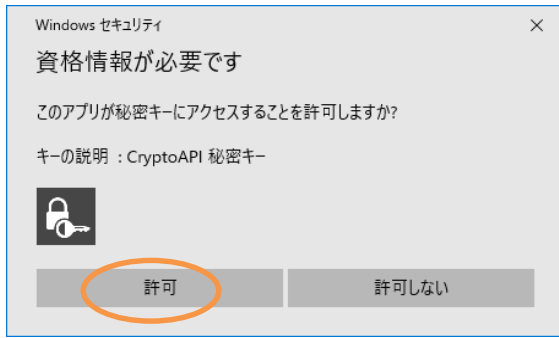 Windows セキュリティ
資格情報が必要です
このアプリが秘密キーにアクセスすることを許可しますか?
キーの説明 : CryptoAPI 秘密キー
許可
許可しない